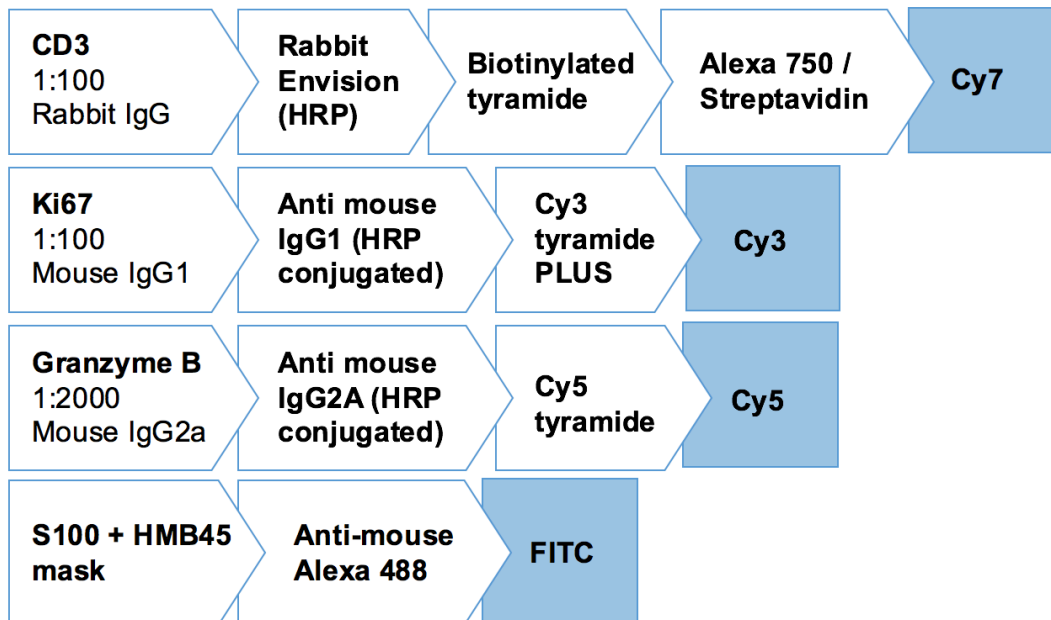 CD3
1:100
Rabbit IgG
Rabbit
Envision
(HRP)
Biotinylated
tyramide
Alexa 750 /
Streptavidin
Cy7
Ki67
1:100
Mouse IgG1
Anti mouse
IgG1 (HRP
conjugated)
Cy3
tyramide
PLUS
Cy3
Granzyme B
1:2000
Mouse IgG2a
Anti mouse
IgG2A (HRP
conjugated)
Cy5
tyramide
Cy5
S100 + HMB45
mask
Anti-mouse
Alexa 488
FITC